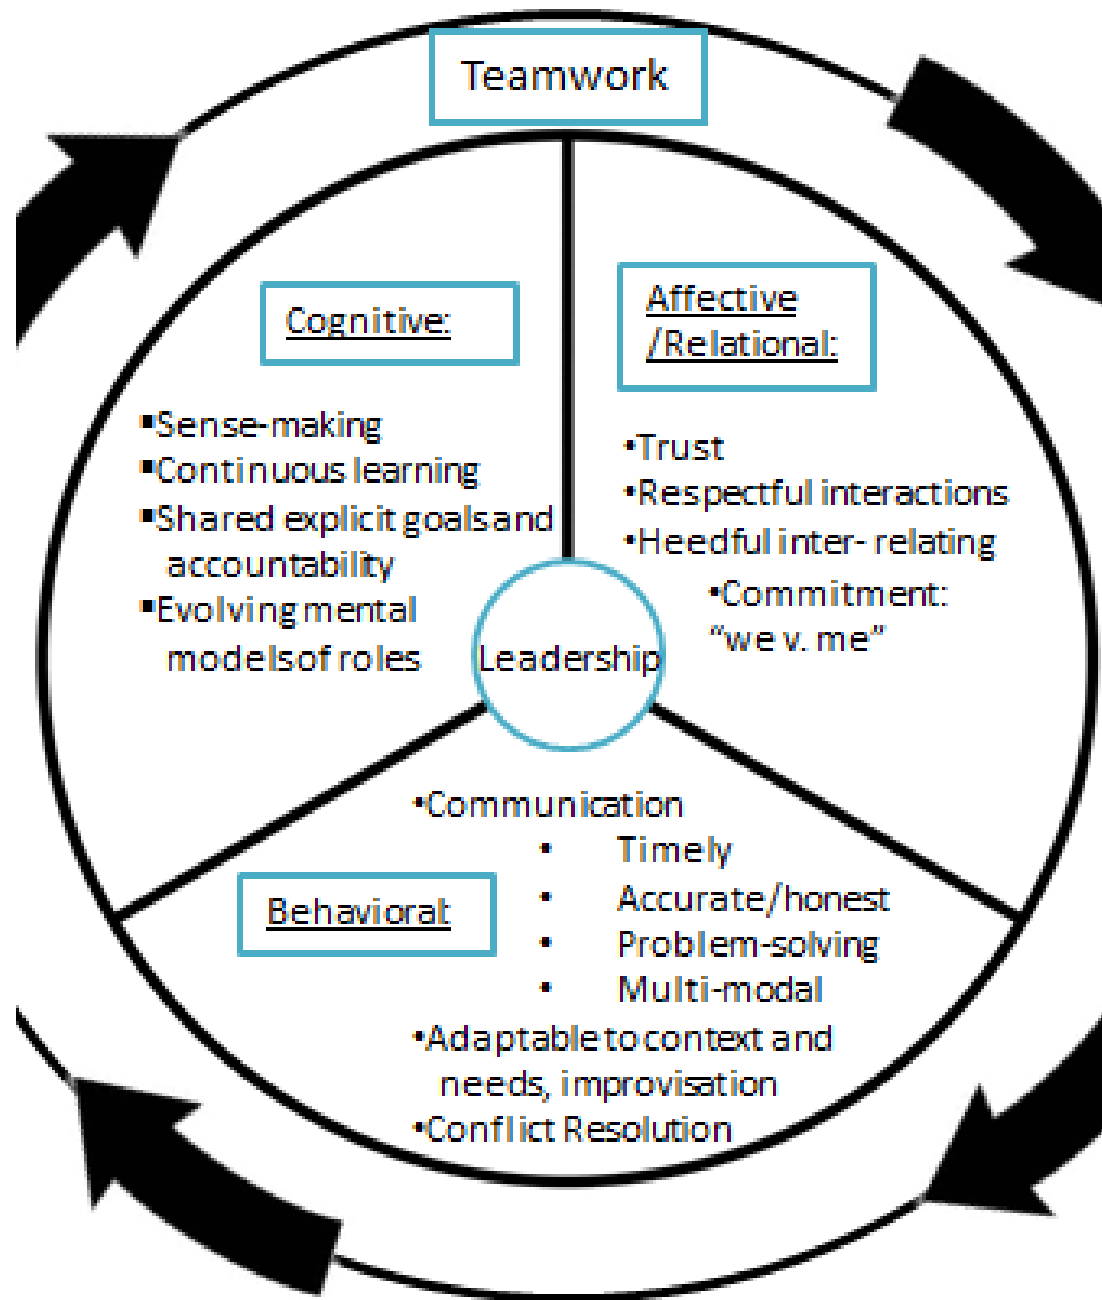 Teamwork
Cognitive:
▪Sense-making
▪Continuous learning
▪Shared explicit goals and
accountability
▪Evolving mental
models of roles
Affective
/Relational:
•Trust
•Respectful interactions
•Heedful inter- relating
•Commitment:
“we v. me”
Leadership
Behavioral:
•Communication
• Timely
• Accurate/honest
• Problem-solving
• Multi-modal
•Adaptable to context and
needs, improvisation
•Conflict Resolution